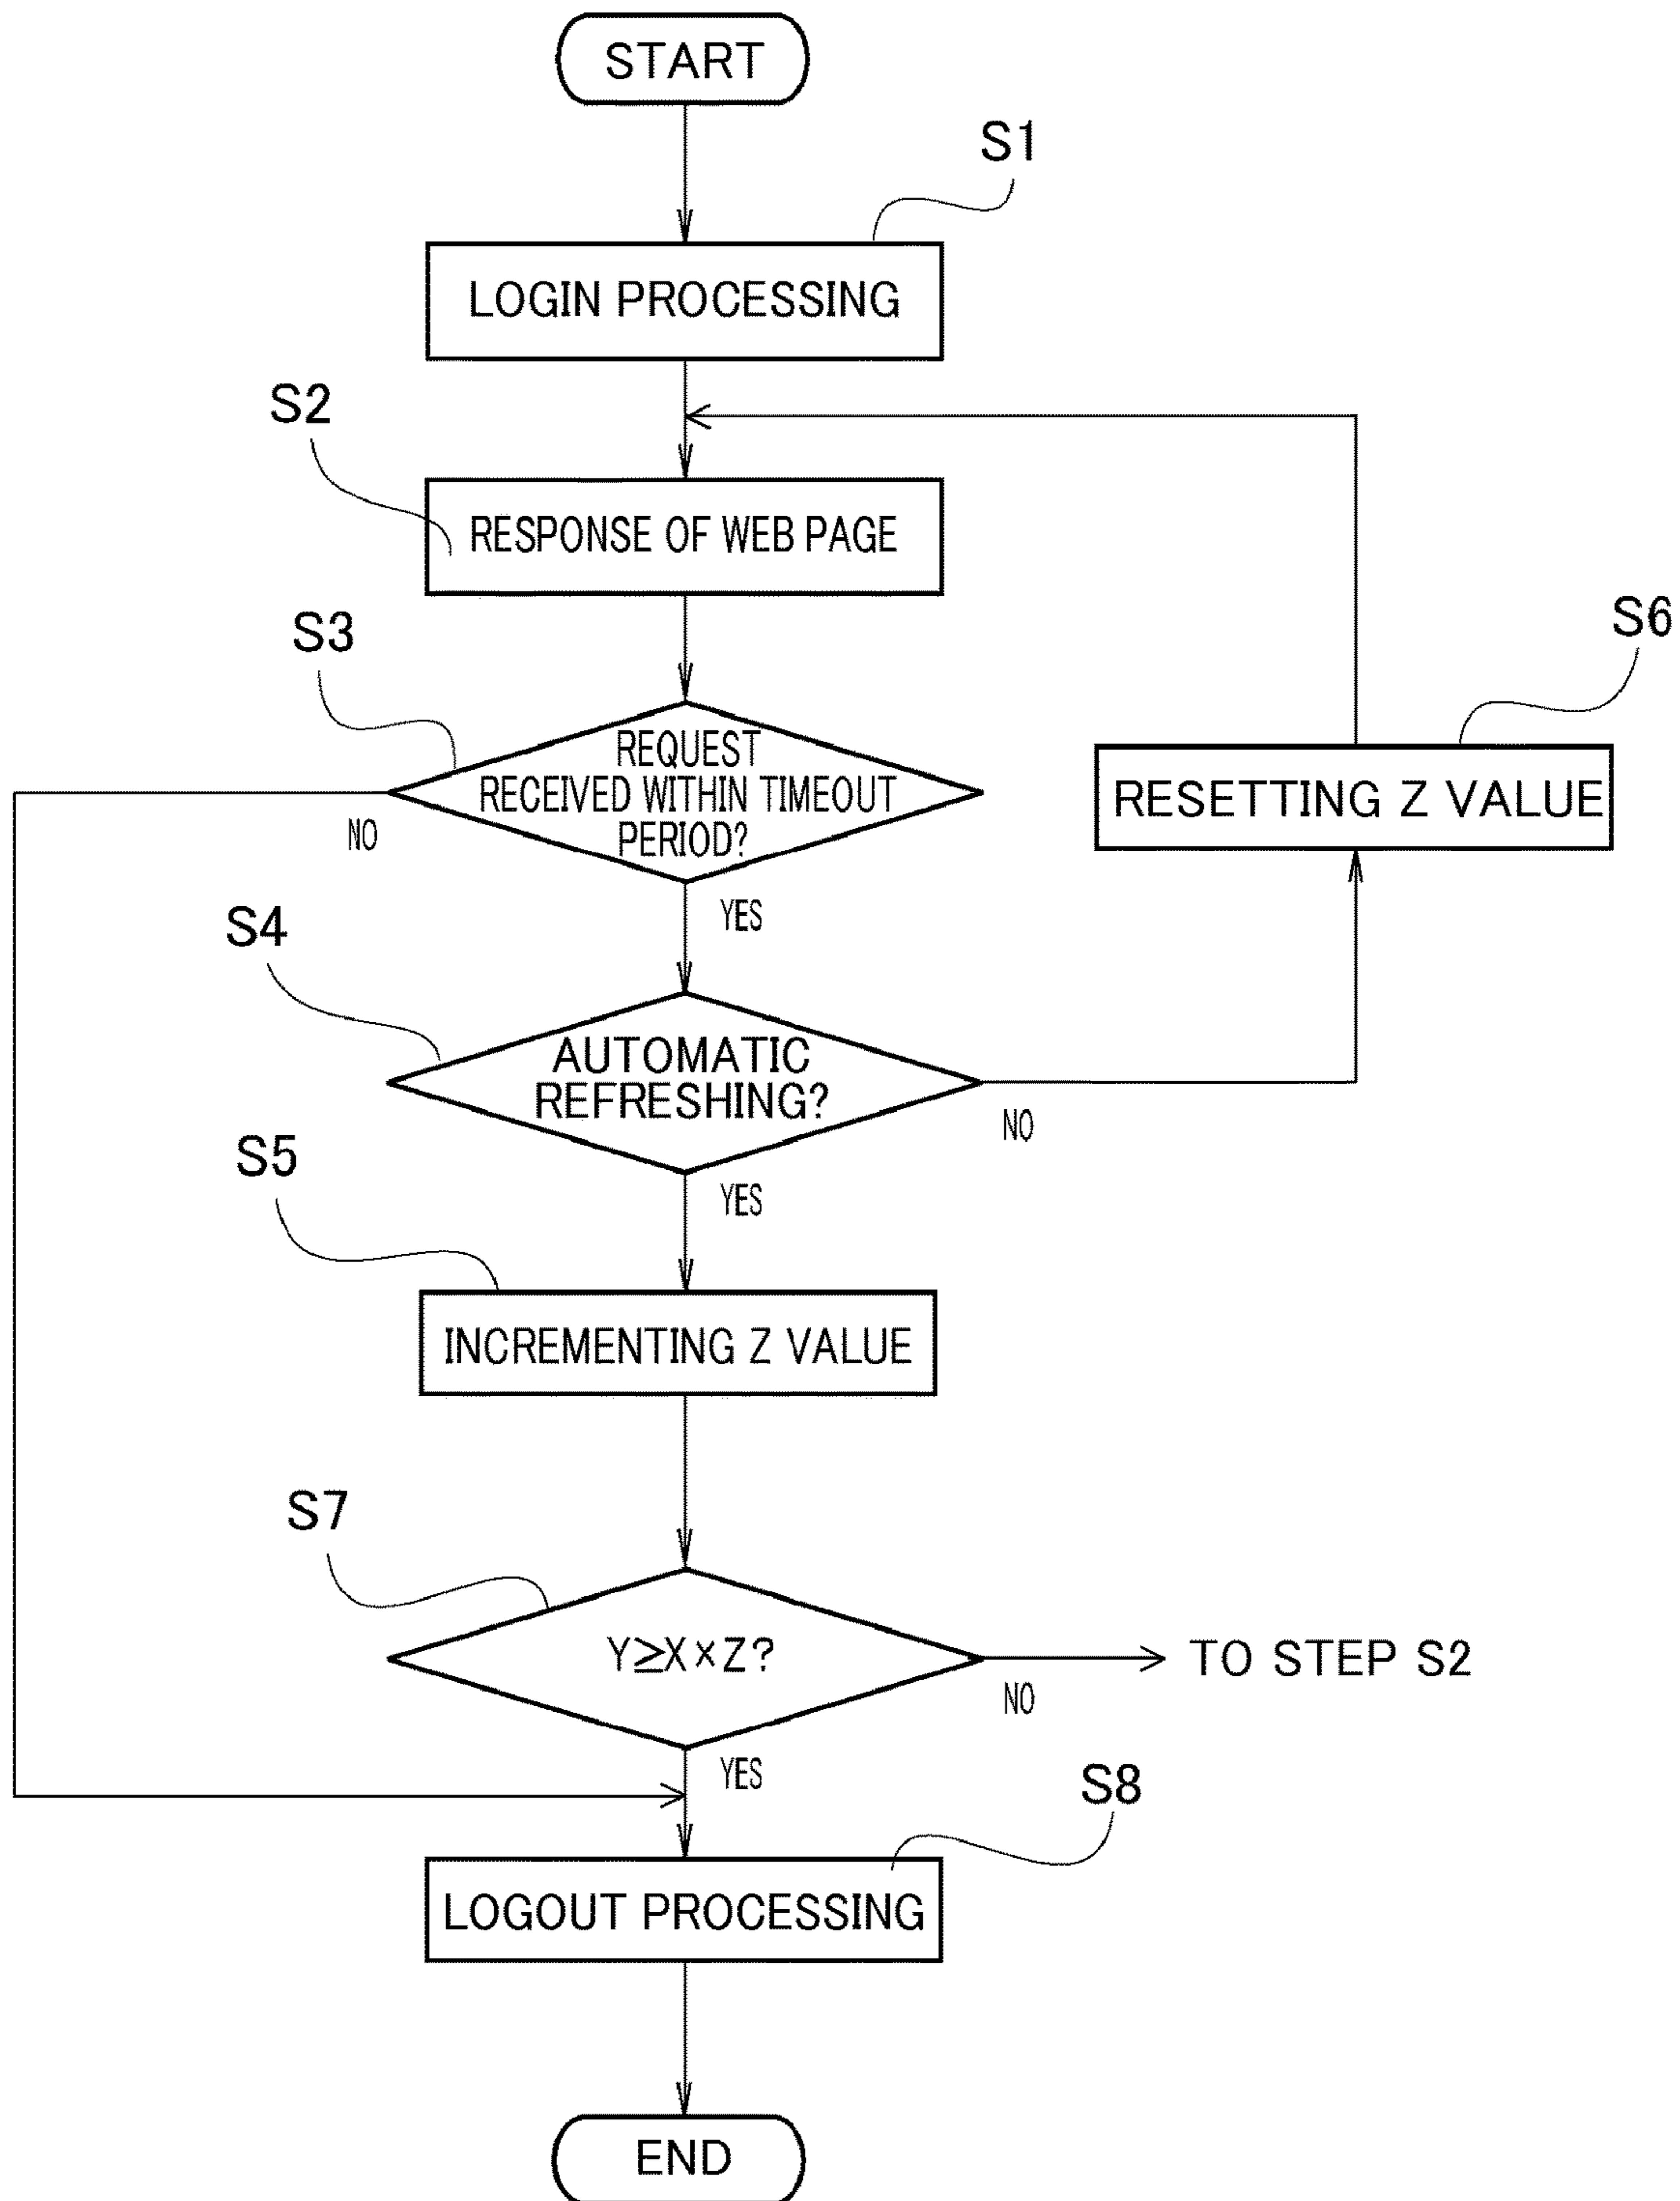 START
S1
LOGIN PROCESSING
S2
RESPONSE OF WEB PAGE
S3
REQUEST
RECEIVED WITHIN TIMEOUT
PERIOD?
NO
YES
S6
RESETTING Z VALUE
S4
AUTOMATIC
REFRESHING?
NO
YES
S5
INCREMENTING Z VALUE
S7
Y≥X×Z?
NO
TO STEP S2
YES
S8
LOGOUT PROCESSING
END